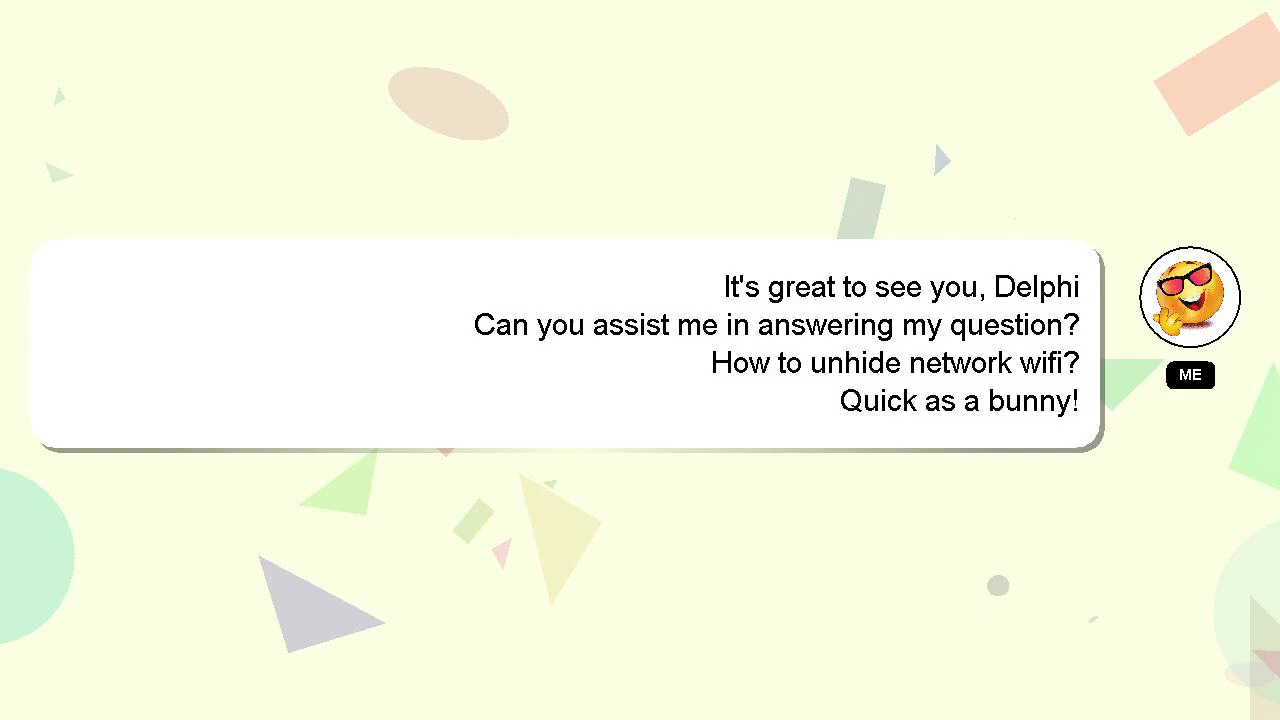 It's great to see you, Delphi
Can you assist me in answering my question?
How to unhide network wifi?
Quick as a bunny!
ME